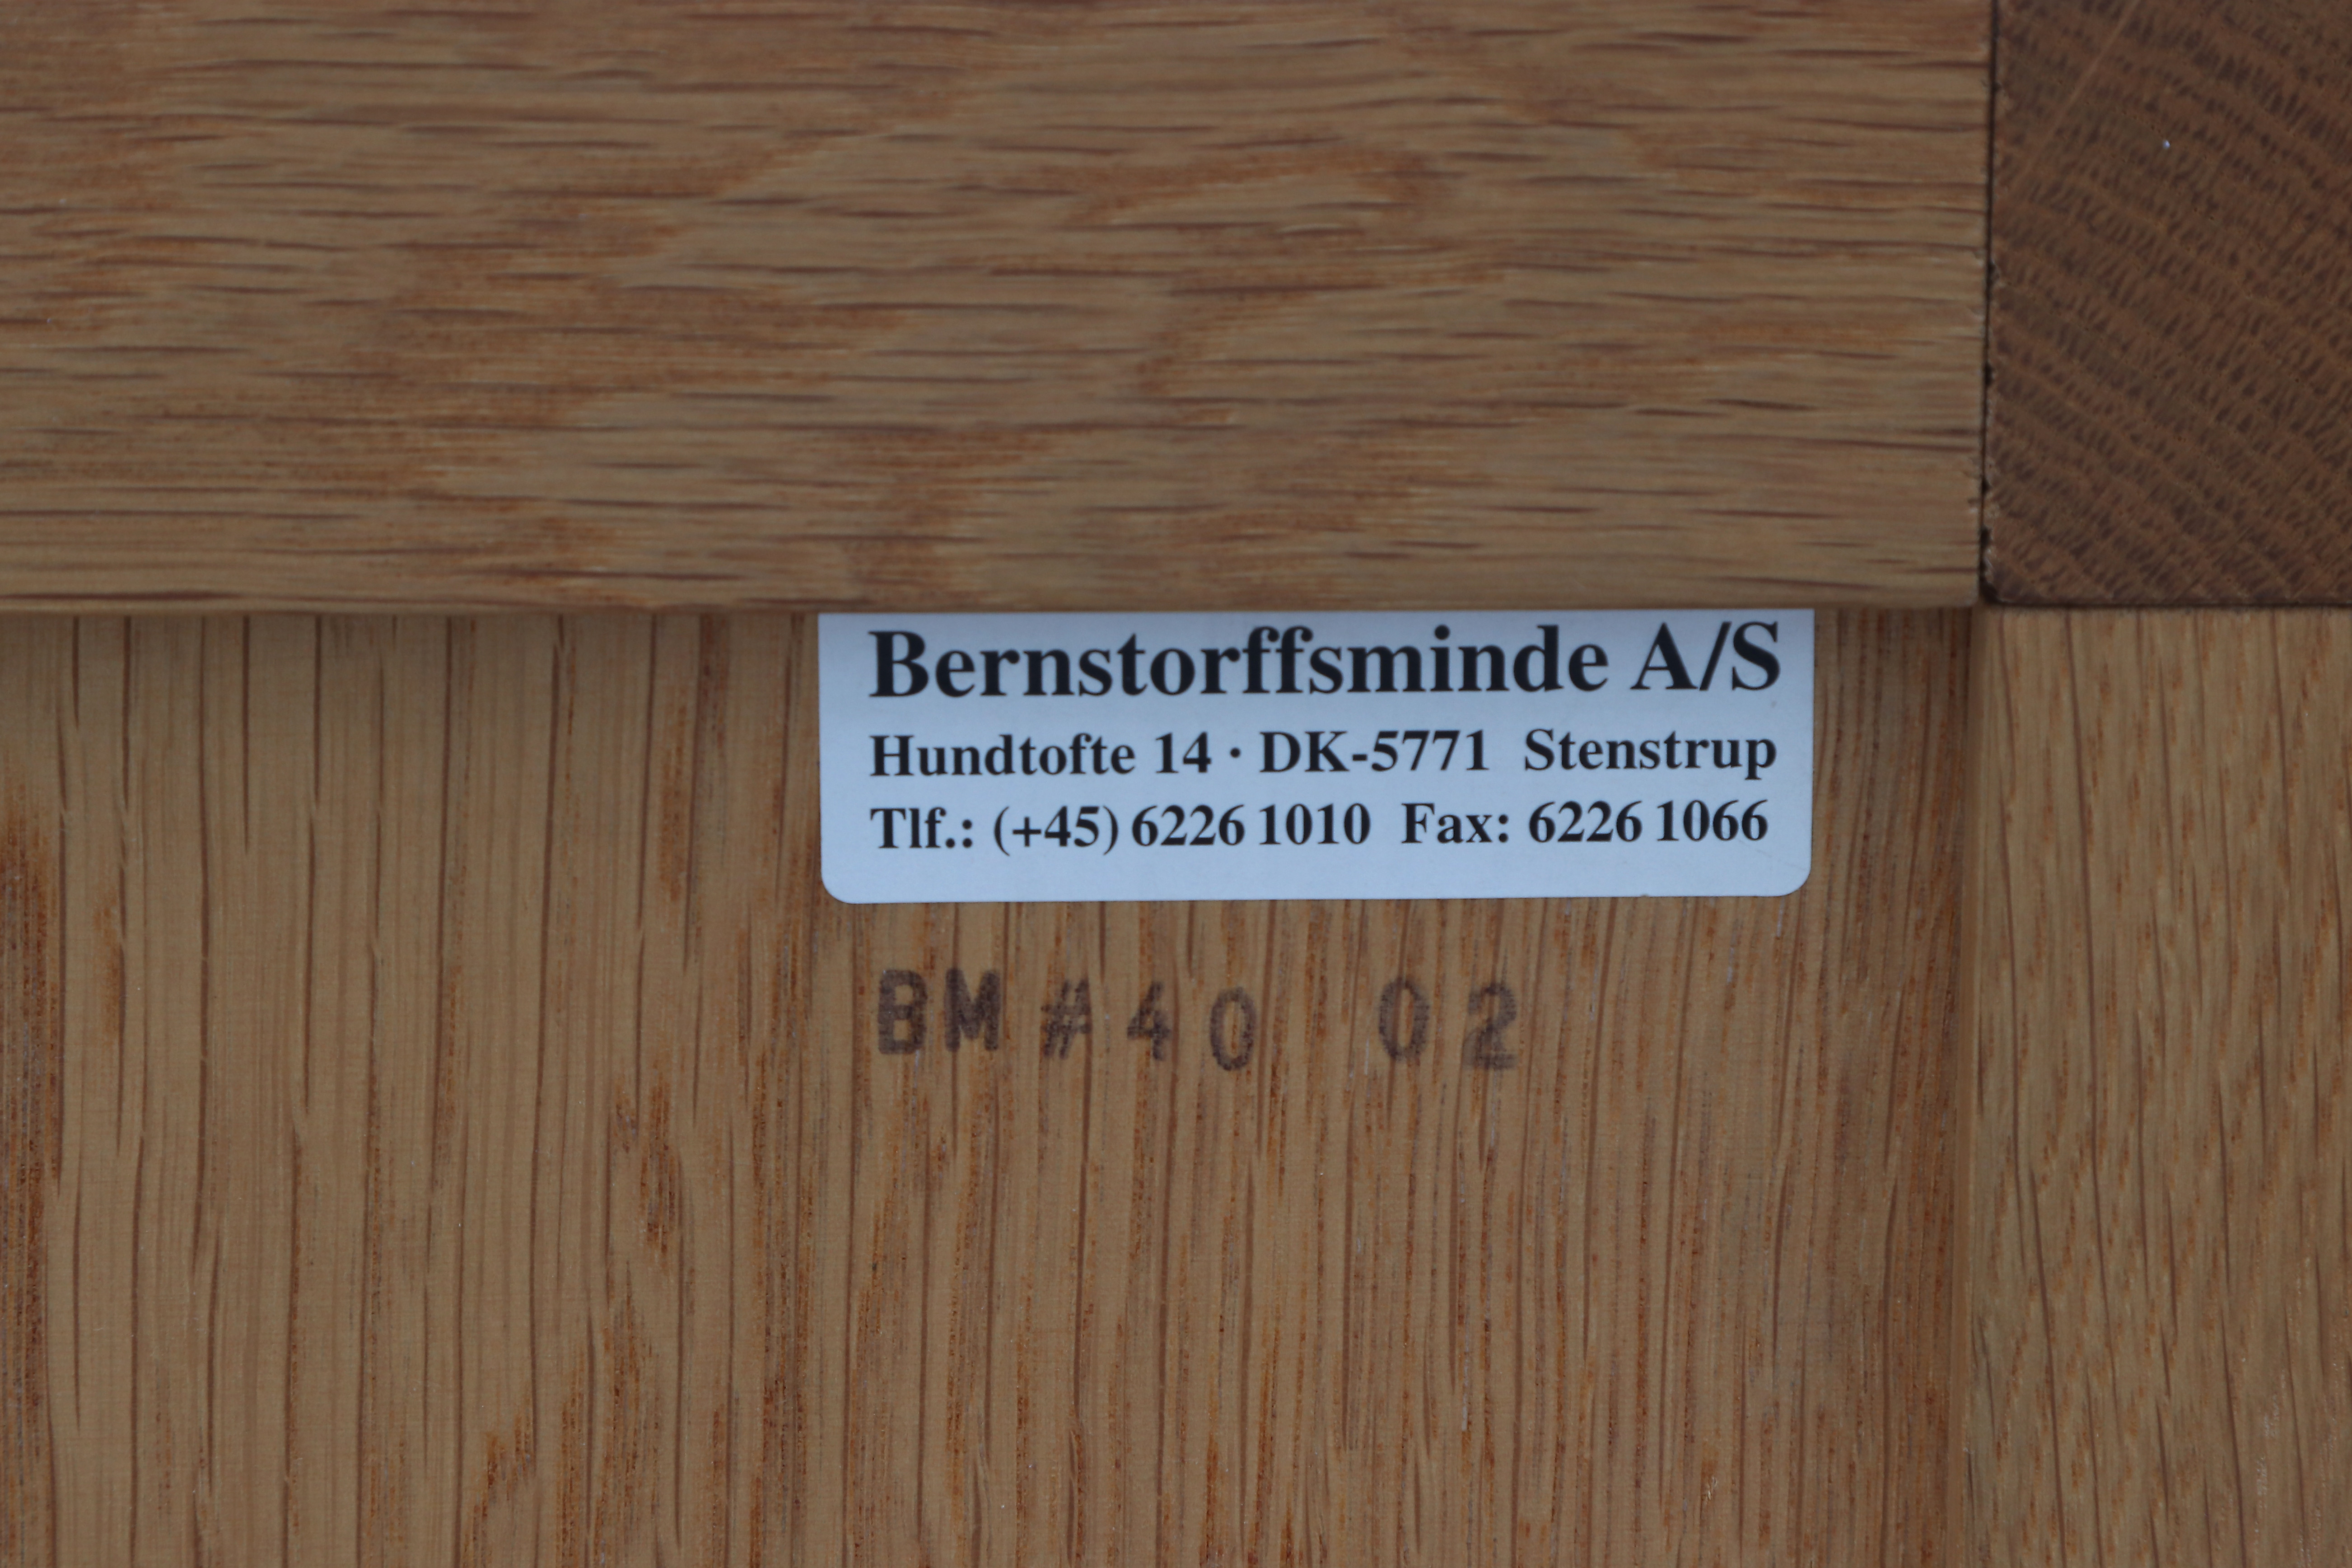 Bernstorffsminde A/S
Hundtofte 14 · DK-5771 Stenstrup
Tlf.: (+45) 6226 1010 Fax: 6226 1066
BM #40 02